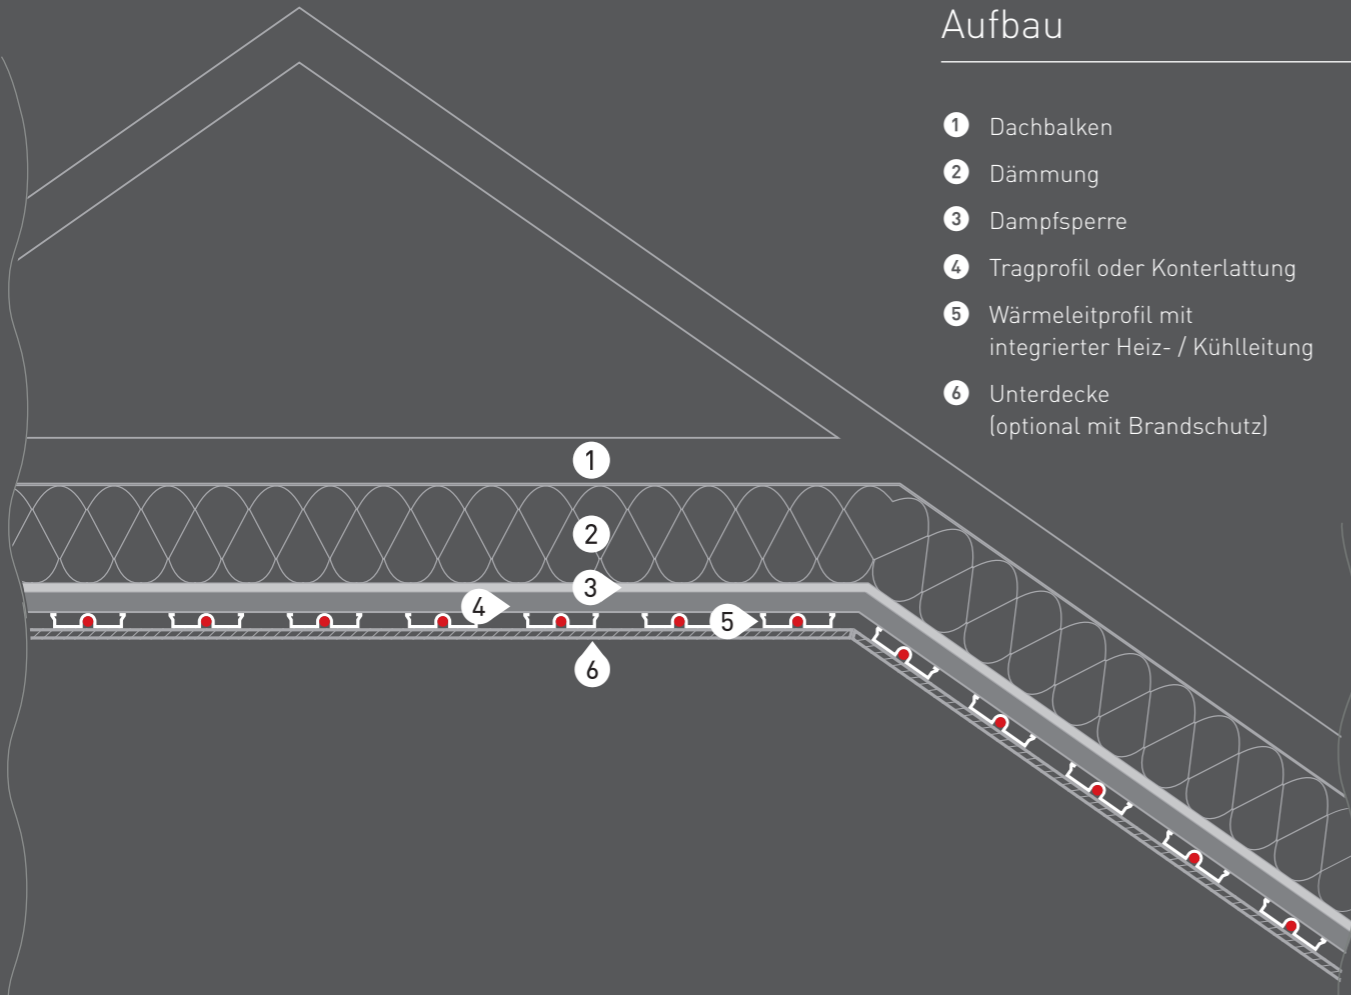 Aufbau
1 Dachbalken
2 Dämmung
3 Dampfsperre
4 Tragprofil oder Konterlattung
5 Wärmeleitprofil mit
integrierter Heiz- / Kühlleitung
6 Unterdecke
(optional mit Brandschutz)
1
2
3
4
5
6